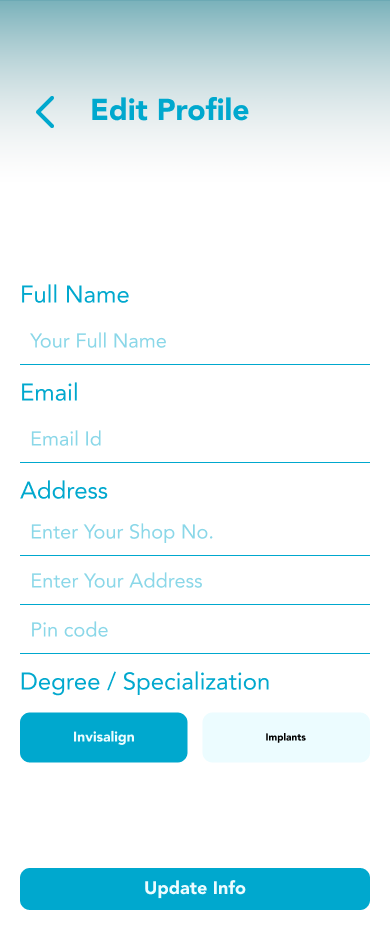 Edit Profile
Full Name
Your Full Name
Email
Email Id
Address
Enter Your Shop No.
Enter Your Address
Pin code
Degree / Specialization
Invisalign
Implants
Update Info